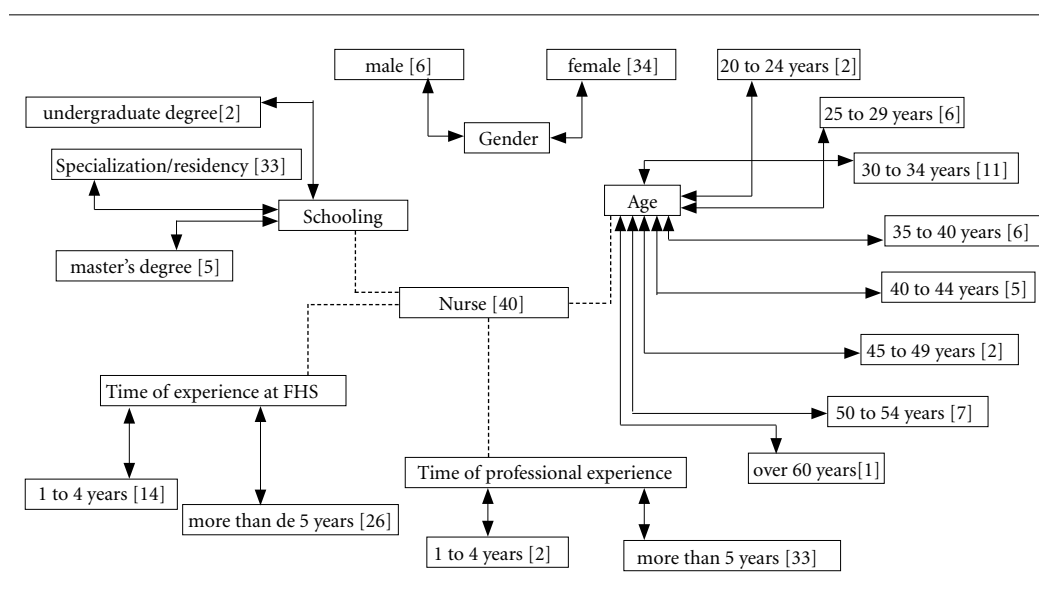 male [6]
female [34]
20 to 24 years [2]
undergraduate degree[2]
25 to 29 years [6]
Gender
Specialization/residency [33]
30 to 34 years [11]
Schooling
Age
35 to 40 years [6]
master's degree [5]
40 to 44 years [5]
Nurse [40]
45 to 49 years [2]
Time of experience at FHS
50 to 54 years [7]
Time of professional experience
over 60 years[1]
1 to 4 years [14]
more than de 5 years [26]
1 to 4 years [2]
more than 5 years [33]